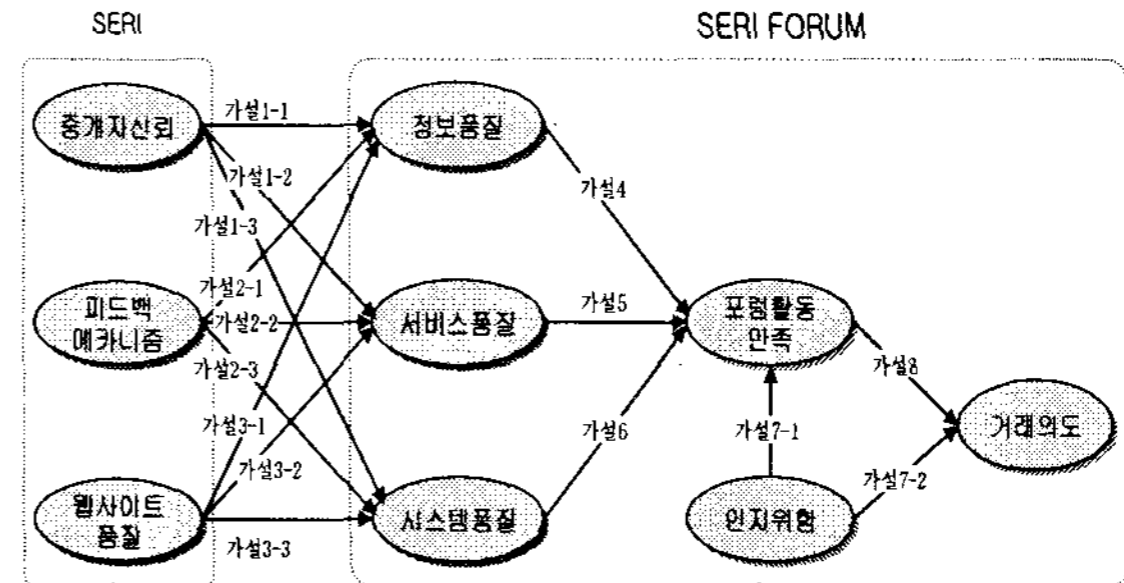 SERI
SERI FORUM
중개자신뢰
가설1-1
정보품질
가설1-2
가설4
가설1-3
가설2-1
피드백
메카니즘
가설2-2
서비스품질
가설5
포럼활동
만족
가설2-3
가설8
가설3-1
가설6
가설7-1
거래의도
가설3-2
가설7-2
웹사이트
품질
시스템품질
인지위험
가설3-3